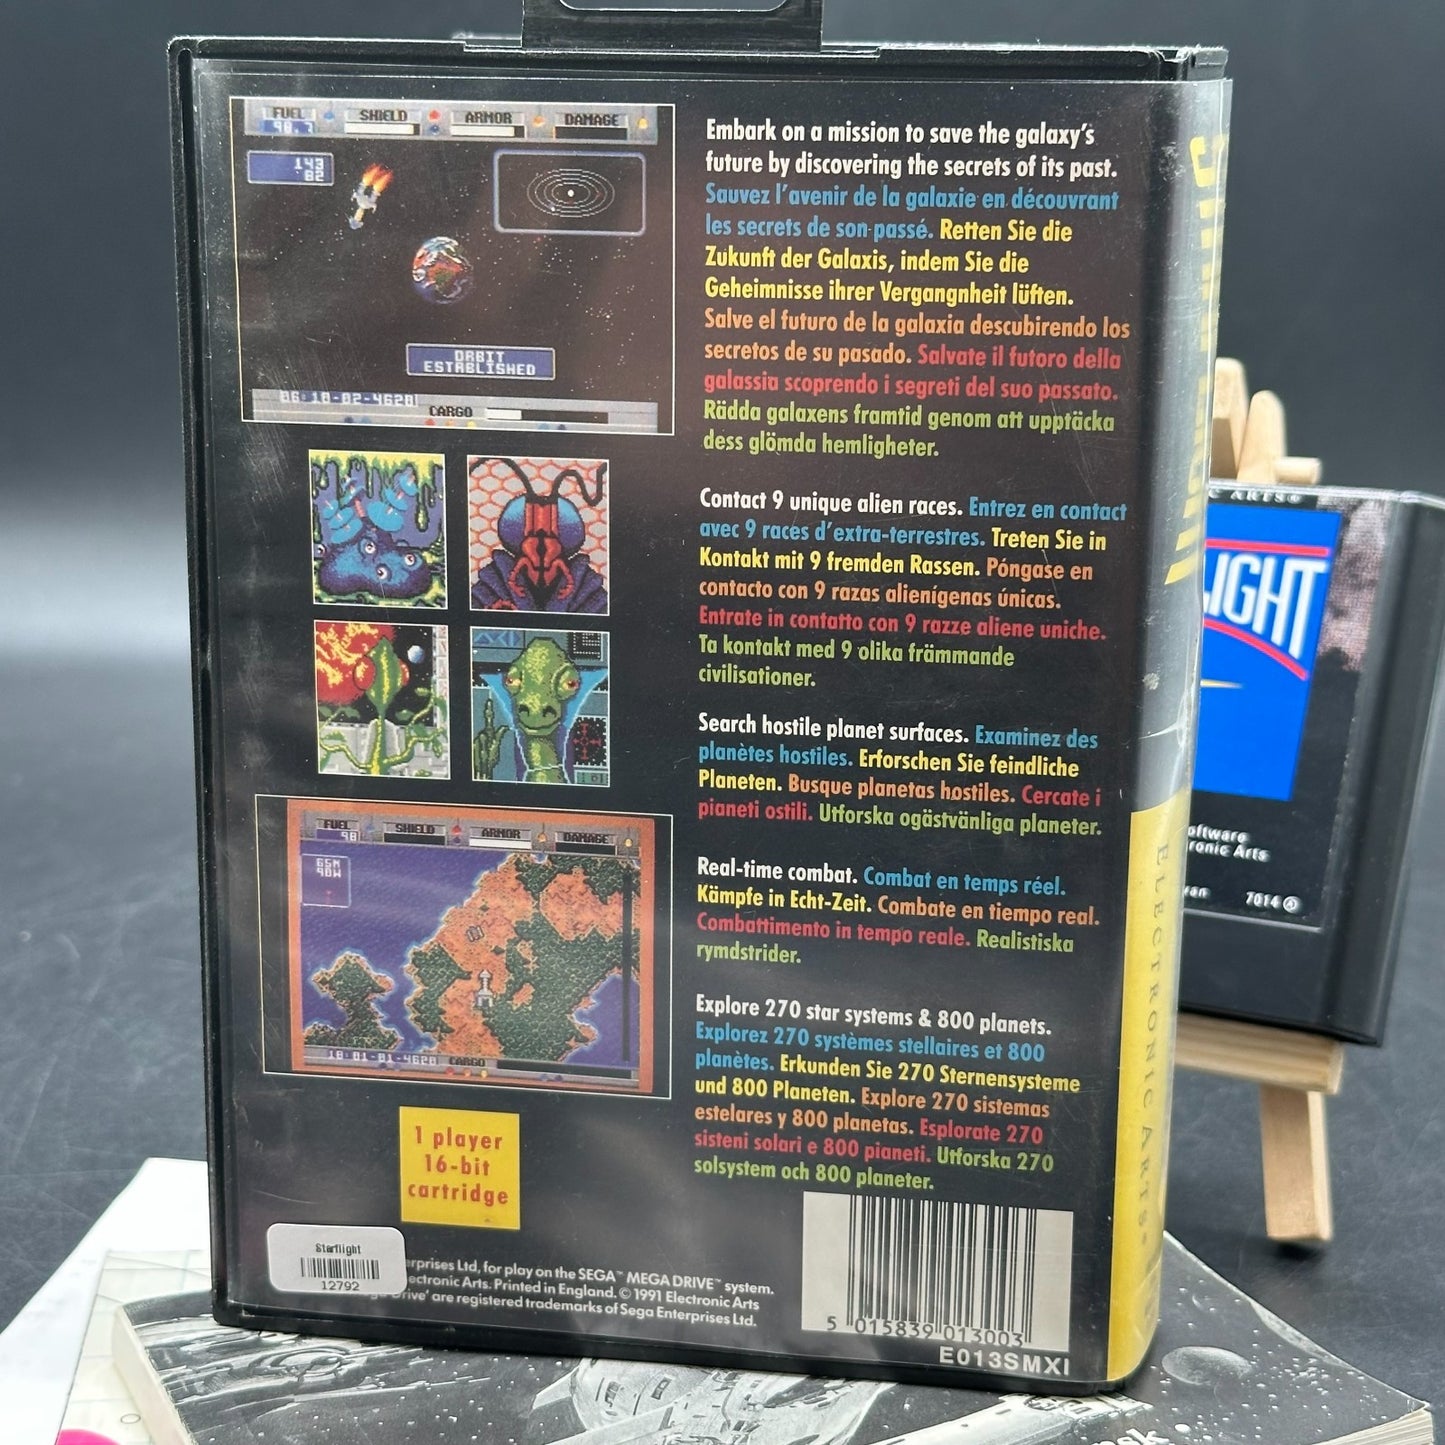 FUEL SHIELD ARMOR DAMAGE
90.7
143
82
ORBIT
ESTABLISHED
06:10-02-4620
CARGO
Embark on a mission to save the galaxy's
future by discovering the secrets of its past.
Sauvez l'avenir de la galaxie en découvrant
les secrets de son passé. Retten Sie die
Zukunft der Galaxis, indem Sie die
Geheimnisse ihrer Vergangnheit lüften.
Salve el futuro de la galaxia descubirendo los
secretos de su pasado. Salvate il futoro della
galassia scoprendo i segreti del suo passato.
Rädda galaxens framtid genom att upptäcka
dess glömda hemligheter.
Contact 9 unique alien races. Entrez en contact
avec 9 races d'extra-terrestres. Treten Sie in
Kontakt mit 9 fremden Rassen. Póngase en
contacto con 9 razas alienígenas únicas.
Entrate in contatto con 9 razze aliene uniche.
Ta kontakt med 9 olika främmande
civilisationer.
Search hostile planet surfaces. Examinez des
planètes hostiles. Erforschen Sie feindliche
Planeten. Busque planetas hostiles. Cercate i
pianeti ostili. Utforska ogästvänliga planeter.
Real-time combat. Combat en temps réel.
Kämpfe in Echt-Zeit. Combate en tiempo real.
Combattimento in tempo reale. Realistiska
rymdstrider.
Explore 270 star systems & 800 planets.
Explorez 270 systèmes stellaires et 800
planètes. Erkunden Sie 270 Sternensysteme
und 800 Planeten. Explore 270 sistemas
estelares y 800 planetas. Esplorate 270
sisteni solari e 800 pianeti. Utforska 270
solsystem och 800 planeter.
FUEL SHIELD ARMOR DAMAGE
98
65N
90W
18:01-01-4620 CARGO
1 player
16-bit
cartridge
Starflight
12792
erprises Ltd, for play on the SEGA™ MEGA DRIVE™ system.
ectronic Arts. Printed in England. © 1991 Electronic Arts
Drive' are registered trademarks of Sega Enterprises Ltd.
5 015839 013003
E013SMXI
ELECTRONIC ARTS®
C ARTS®
LIGHT
oftware
ronic Arts
7014